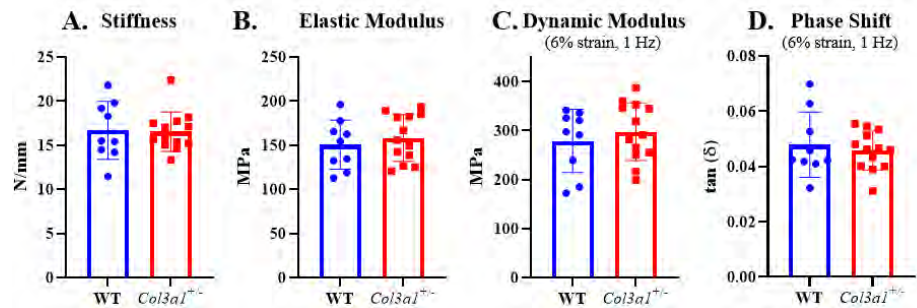 A. Stiffness
N/mm
25
20
15
10
5
0
WT Col3a1+/-
B. Elastic Modulus
MPa
250
200
150
100
50
0
WT Col3a1+/-
C. Dynamic Modulus
(6% strain, 1 Hz)
MPa
400
300
200
100
0
WT Col3a1+/-
D. Phase Shift
(6% strain, 1 Hz)
tan (δ)
0.08
0.06
0.04
0.02
0.00
WT Col3a1+/-